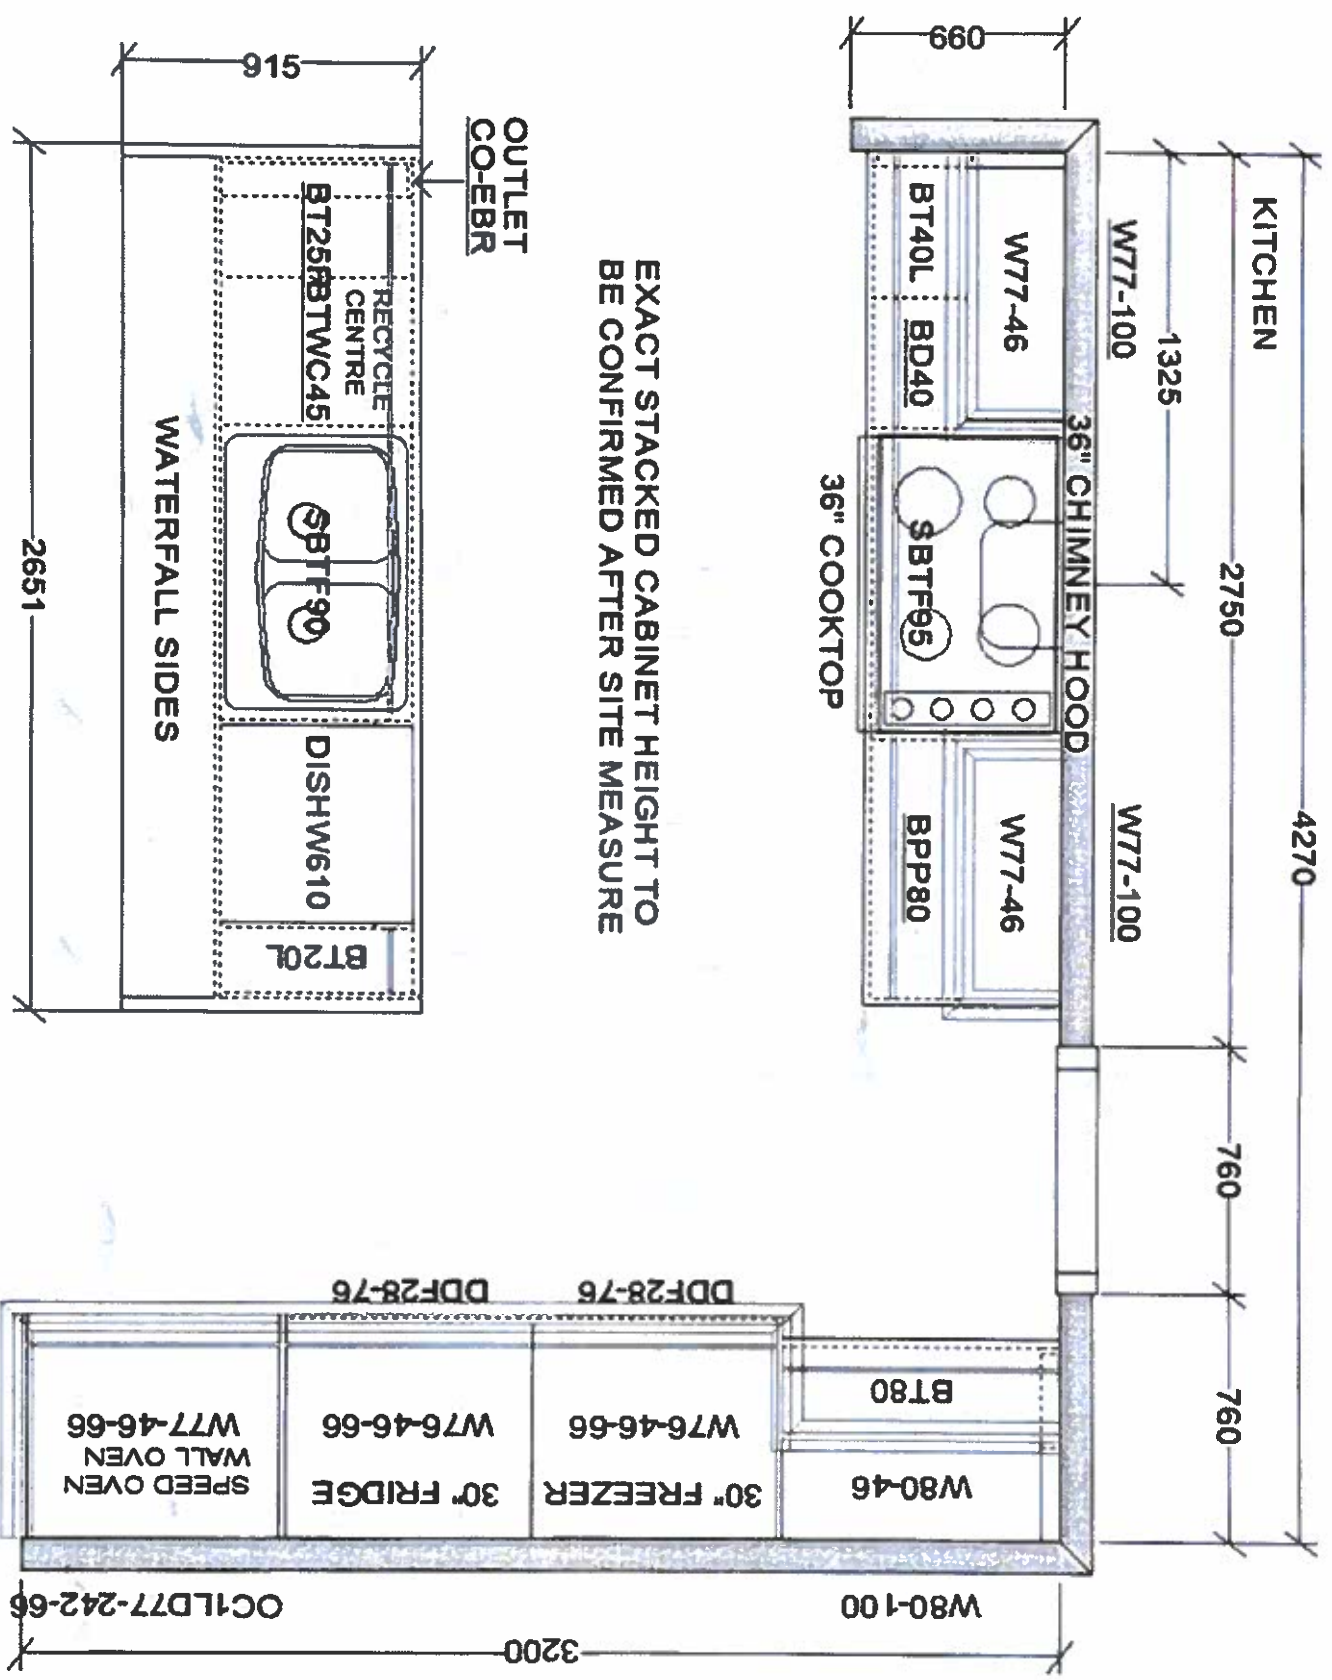 KITCHEN
4270
2750
760
760
1325
660
W77-100
W77-100
36" CHIMNEY HOOD
W77-46
W77-46
BT40L
BD40
SBTF95
BPP80
36" COOKTOP
EXACT STACKED CABINET HEIGHT TO
BE CONFIRMED AFTER SITE MEASURE
OUTLET
CO-EBR
915
RECYCLE
CENTRE
BTWC45
SBTF90
DISHW610
BT20L
WATERFALL SIDES
2651
W80-100
3200
W80-46
BT80
30" FREEZER
W76-46-66
DDF28-76
30" FRIDGE
W76-46-66
DDF28-76
SPEED OVEN
WALL OVEN
W77-46-66
OC1LD77-242-66